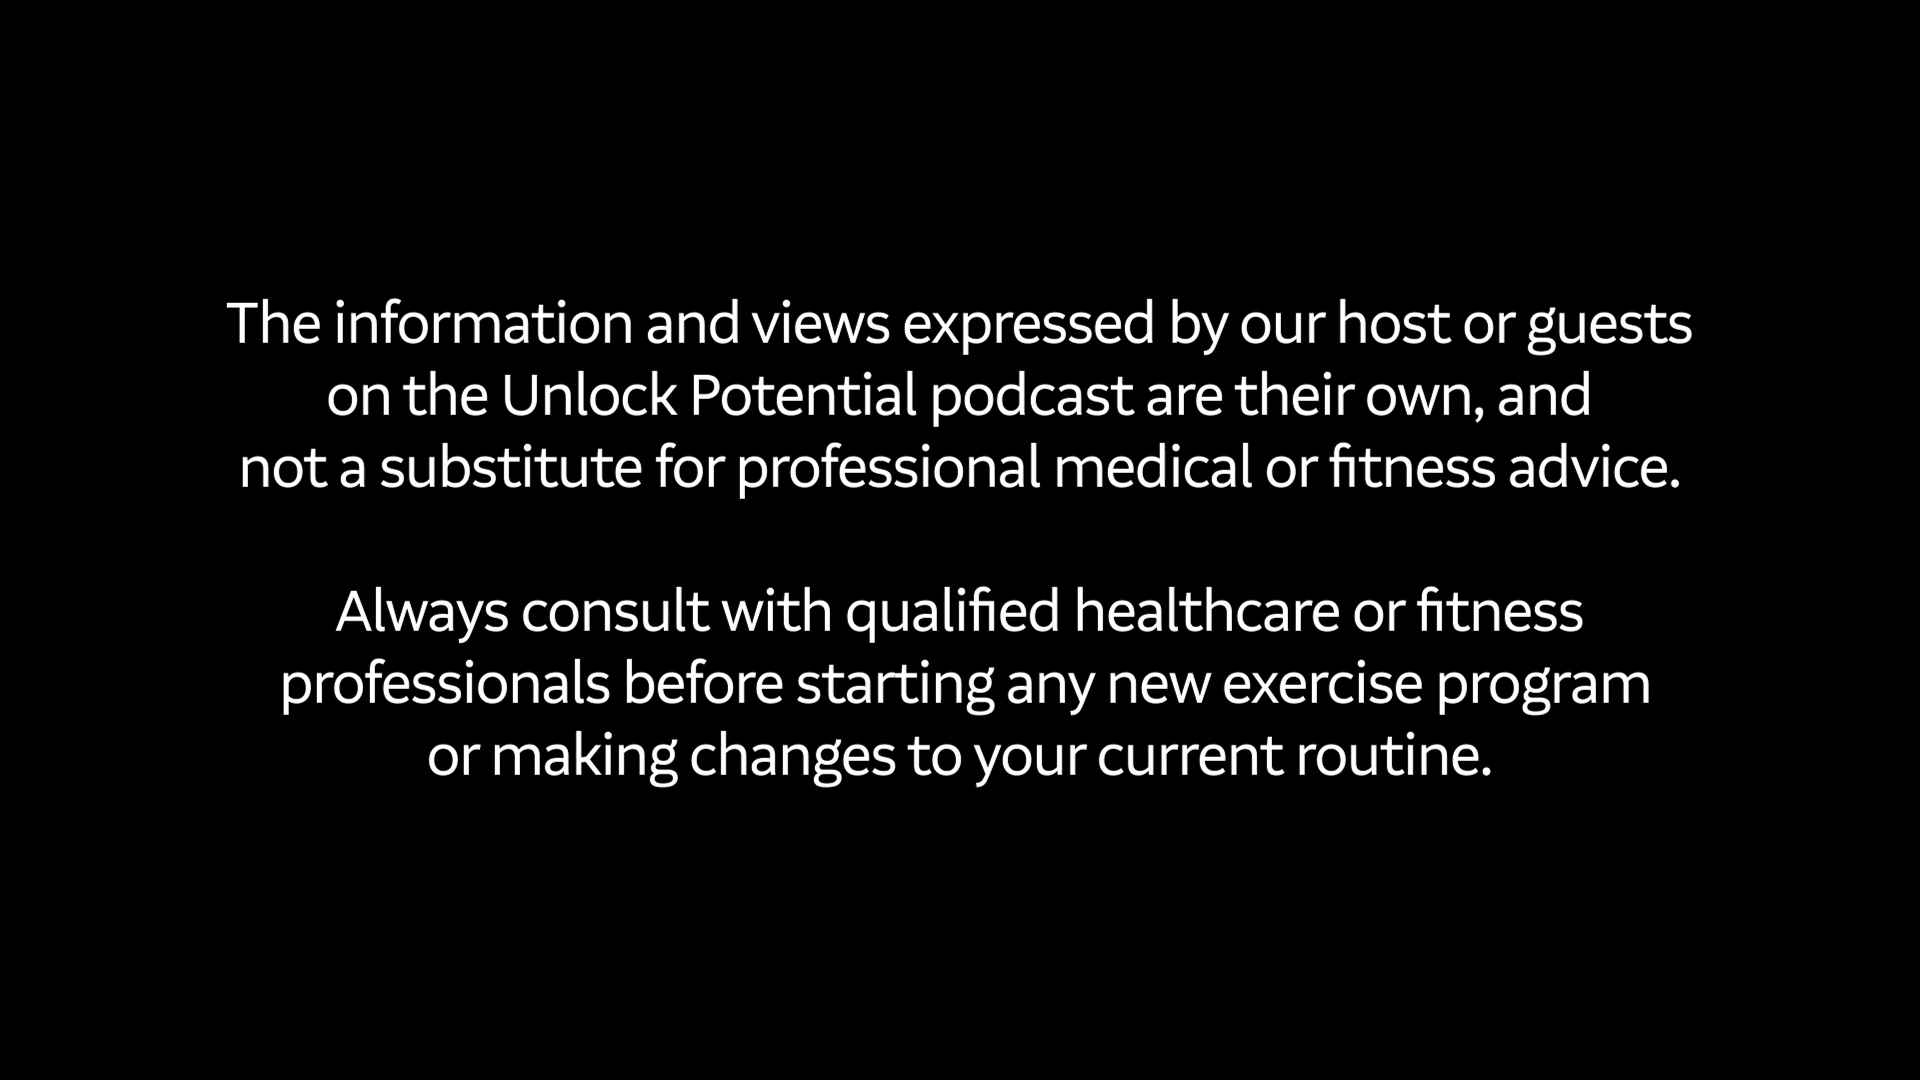 The information and views expressed by our host or guests
on the Unlock Potential podcast are their own, and
not a substitute for professional medical or fitness advice.
Always consult with qualified healthcare or fitness
professionals before starting any new exercise program
or making changes to your current routine.